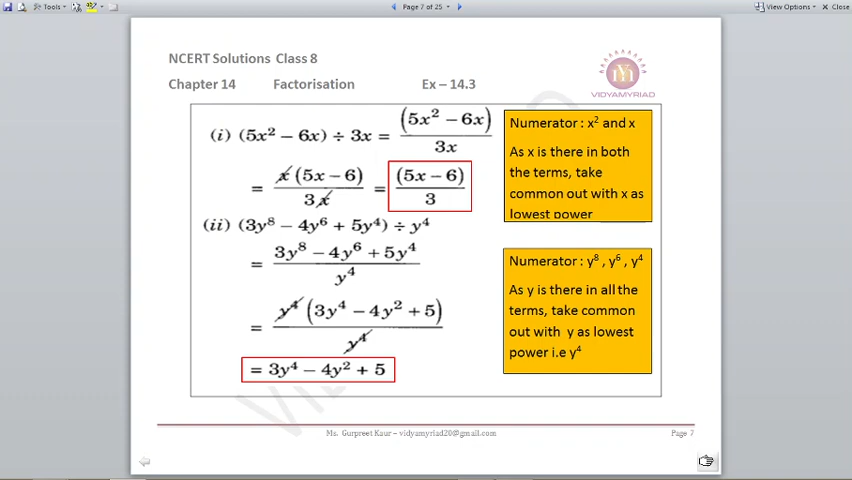 Tools
Page 7 of 25
View Options
Close
NCERT Solutions Class 8
Chapter 14 Factorisation Ex – 14.3
VIDYAMYRIAD
(i) (5x² − 6x) ÷ 3x = (5x² − 6x) / 3x
= x (5x − 6) / 3x = (5x − 6) / 3
(ii) (3y⁸ − 4y⁶ + 5y⁴) ÷ y⁴
= 3y⁸ − 4y⁶ + 5y⁴ / y⁴
= y⁴ (3y⁴ − 4y² + 5) / y⁴
= 3y⁴ − 4y² + 5
Numerator : x² and x
As x is there in both
the terms, take
common out with x as
lowest power
Numerator : y⁸ , y⁶ , y⁴
As y is there in all the
terms, take common
out with y as lowest
power i.e y⁴
Ms. Gurpreet Kaur – vidyamyriad20@gmail.com
Page 7